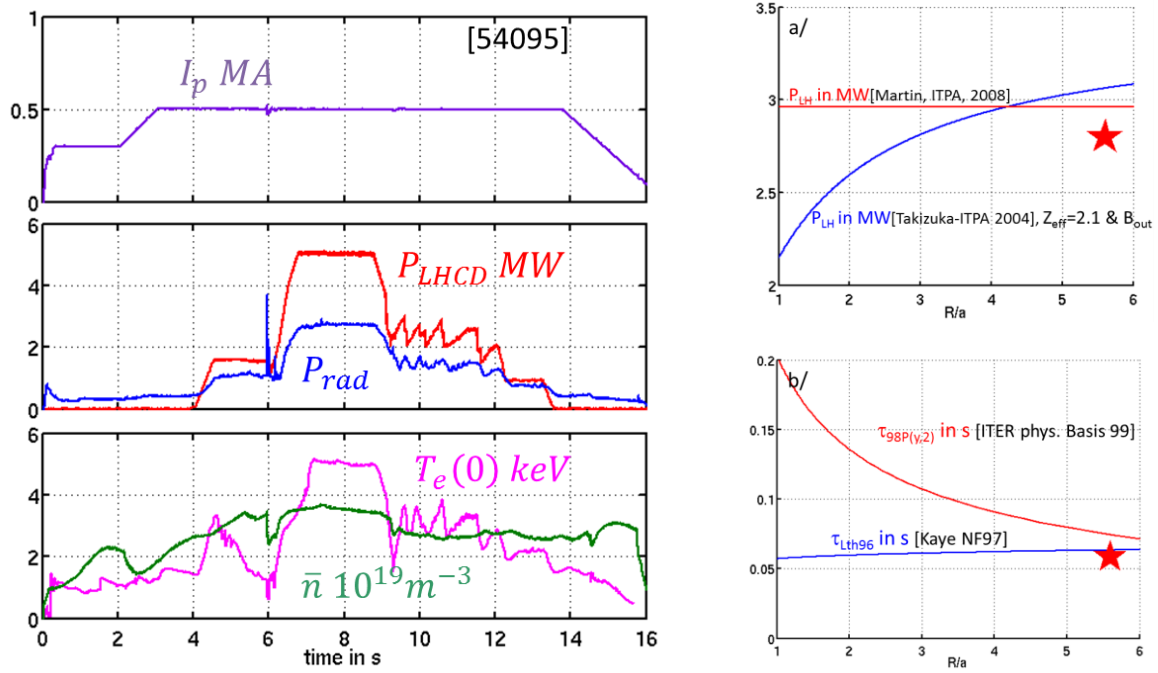 [54095]
I_p MA
1
0.5
0
P_LHCD MW
P_rad
6
4
2
0
T_e(0) keV
n̄ 10^19 m^-3
6
4
2
0
0 2 4 6 8 10 12 14 16
time in s
a/
P_LH in MW[Martin, ITPA, 2008]
P_LH in MW[Takizuka-ITPA 2004], Z_eff=2.1 & B_out
3.5
3
2.5
2
1 2 3 4 5 6
R/a
b/
τ_98P(y,2) in s [ITER phys. Basis 99]
τ_Lth96 in s [Kaye NF97]
0.2
0.15
0.1
0.05
0
1 2 3 4 5 6
R/a